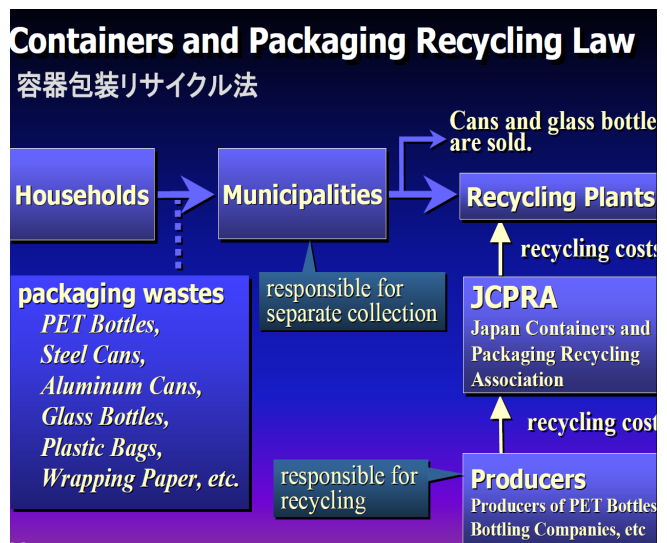 Containers and Packaging Recycling Law
容器包装リサイクル法
Cans and glass bottle
are sold.
Households
Municipalities
Recycling Plants
recycling costs
packaging wastes
PET Bottles,
Steel Cans,
Aluminum Cans,
Glass Bottles,
Plastic Bags,
Wrapping Paper, etc.
responsible for
separate collection
JCPRA
Japan Containers and
Packaging Recycling
Association
recycling cost
responsible for
recycling
Producers
Producers of PET Bottles
Bottling Companies, etc